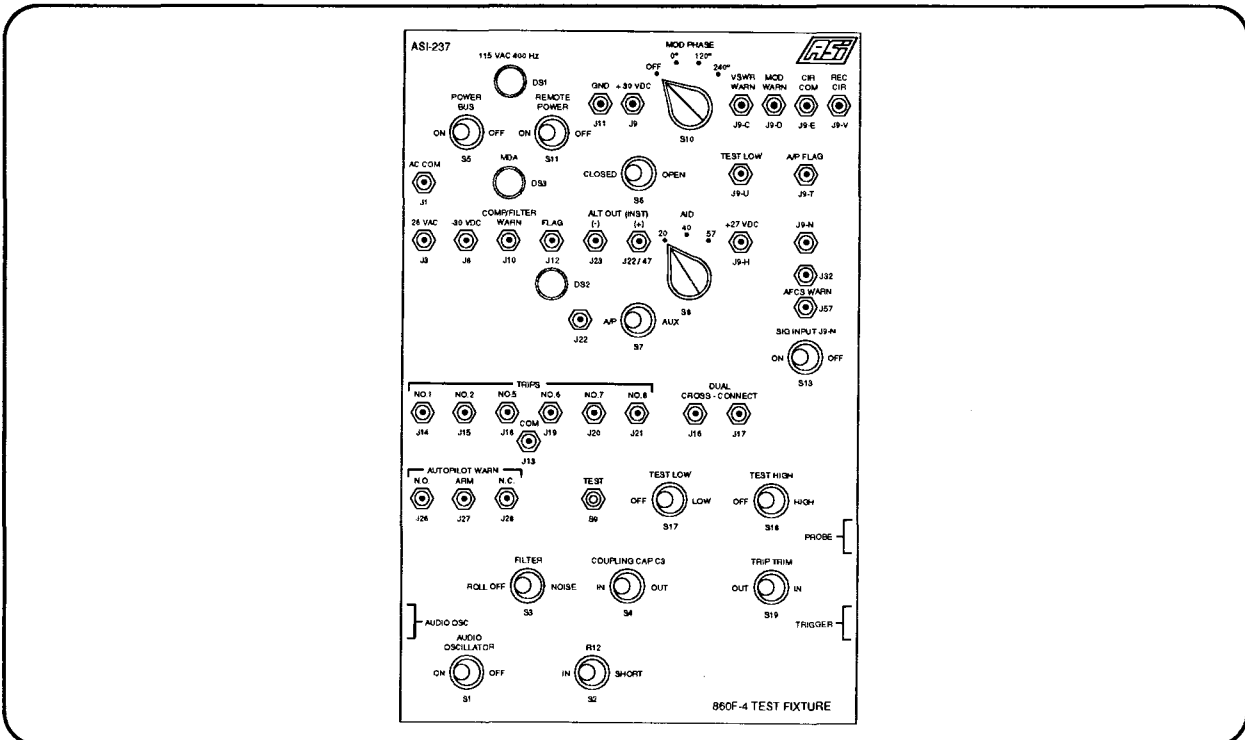 ASI-237
ASI
115 VAC 400 Hz
DS1
MOD PHASE
OFF 0° 120° 240°
S10
POWER BUS
ON OFF
S5
REMOTE POWER
ON OFF
S11
GND
J11
+30 VDC
J9
VSWR WARN
J9-C
MOD WARN
J9-D
CIR COM
J9-E
REC CIR
J9-V
AC COM
J1
MDA
DS3
CLOSED OPEN
S6
TEST LOW
J9-U
A/P FLAG
J9-T
26 VAC
J3
-30 VDC
J8
COMP/FILTER WARN
J10
FLAG
J12
ALT OUT (INST)
(-) (+)
J23 J22/47
AID
20 40 57
S8
+27 VDC
J9-H
J9-N
J32
AFCS WARN
J57
DS2
J22
A/P AUX
S7
SIG INPUT J9-N
ON OFF
S13
TRIPS
NO.1 NO.2 NO.5 NO.6 NO.7 NO.8
J14 J15 J18 J19 J20 J21
COM
J13
DUAL
CROSS - CONNECT
J16 J17
AUTOPILOT WARN
N.O. ARM N.C.
J26 J27 J28
TEST
S9
TEST LOW
OFF LOW
S17
TEST HIGH
OFF HIGH
S18
PROBE
FILTER
ROLL OFF NOISE
S3
COUPLING CAP C3
IN OUT
S4
TRIP TRIM
OUT IN
S19
AUDIO OSC
TRIGGER
AUDIO OSCILLATOR
ON OFF
S1
R12
IN SHORT
S2
860F-4 TEST FIXTURE